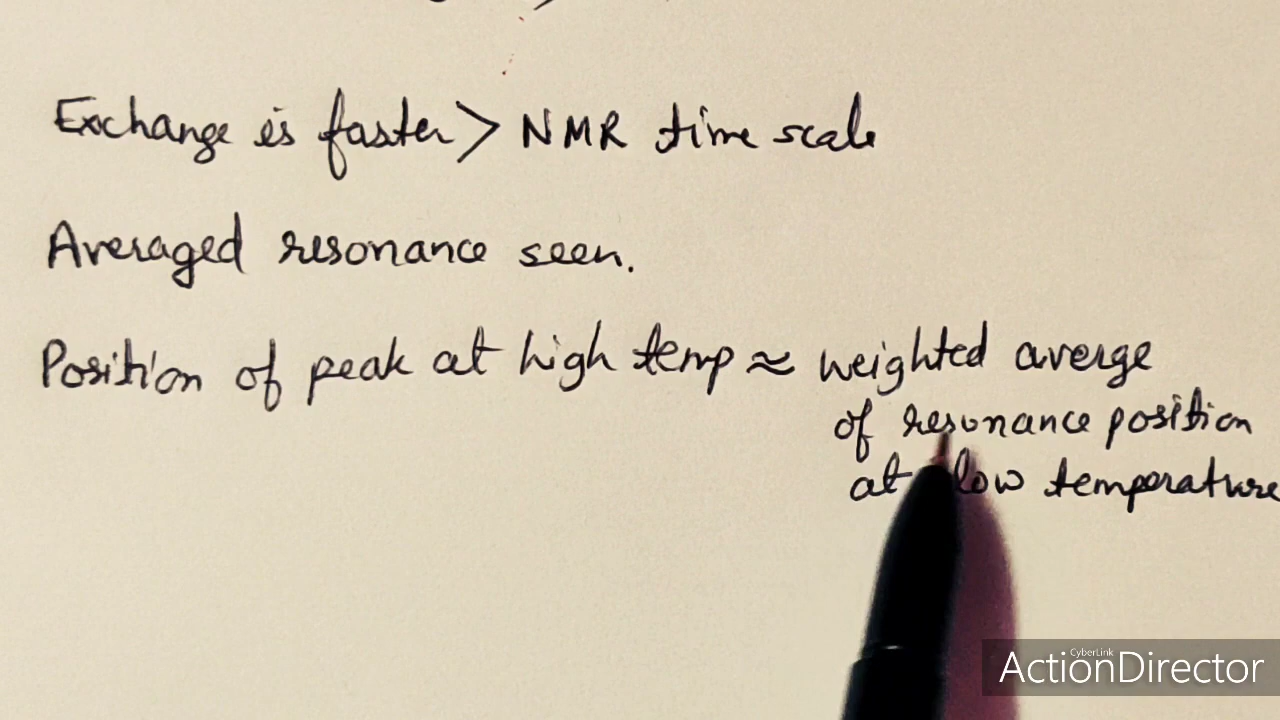 Exchange is faster > NMR time scale
Averaged resonance seen.
Position of peak at high temp ≈ weighted averge
of resonance position
at low temperature
CyberLink
ActionDirector